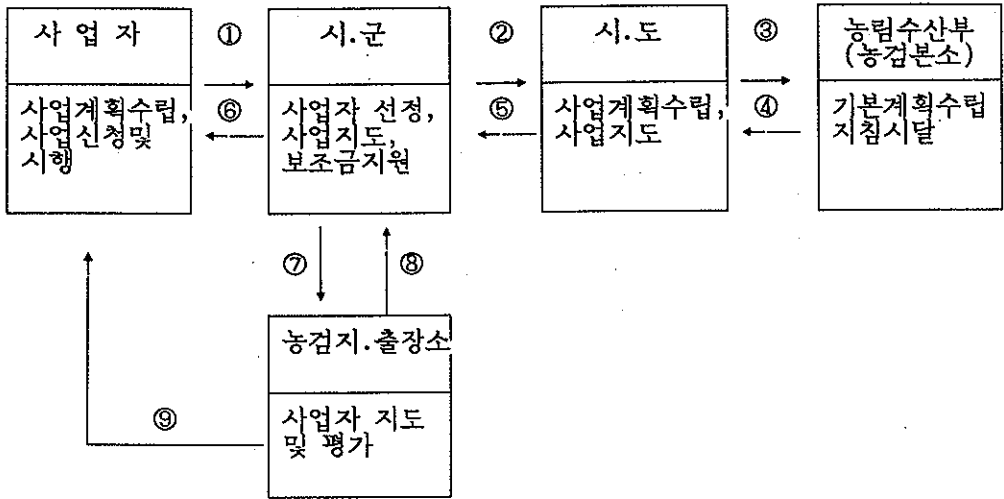 사 업 자
①
시.군
②
시.도
③
농림수산부
(농검본소)
사업계획수립,
사업신청및
시행
⑥
사업자 선정,
사업지도,
보조금지원
⑤
사업계획수립,
사업지도
④
기본계획수립
지침시달
⑦
⑧
농검지.출장소
사업자 지도
및 평가
⑨